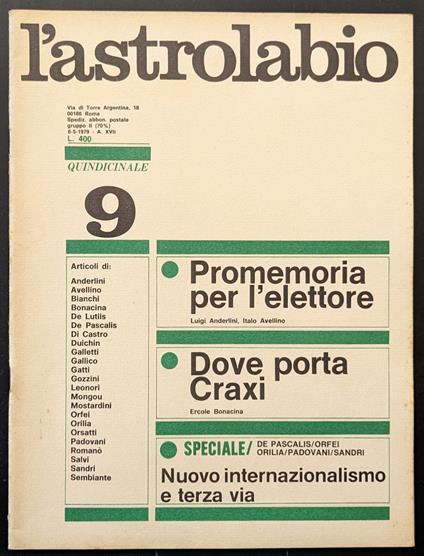 l'astrolabio
Via di Torre Argentina, 18
00186 Roma
Spediz. abbon. postale
gruppo II (70%)
6-5-1979 - A. XVII
L. 400
QUINDICINALE
9
Articoli di:
Anderlini
Avellino
Bianchi
Bonacina
De Lutiis
De Pascalis
Di Castro
Dulchin
Galletti
Gallico
Gatti
Gozzini
Leonori
Mongou
Mostardini
Orfei
Orilia
Orsatti
Padovani
Romanò
Salvi
Sandri
Sembiante
Promemoria
per l'elettore
Luigi Anderlini, Italo Avellino
Dove porta
Craxi
Ercole Bonacina
SPECIALE/ DE PASCALIS/ORFEI
ORILIA/PADOVANI/SANDRI
Nuovo internazionalismo
e terza via